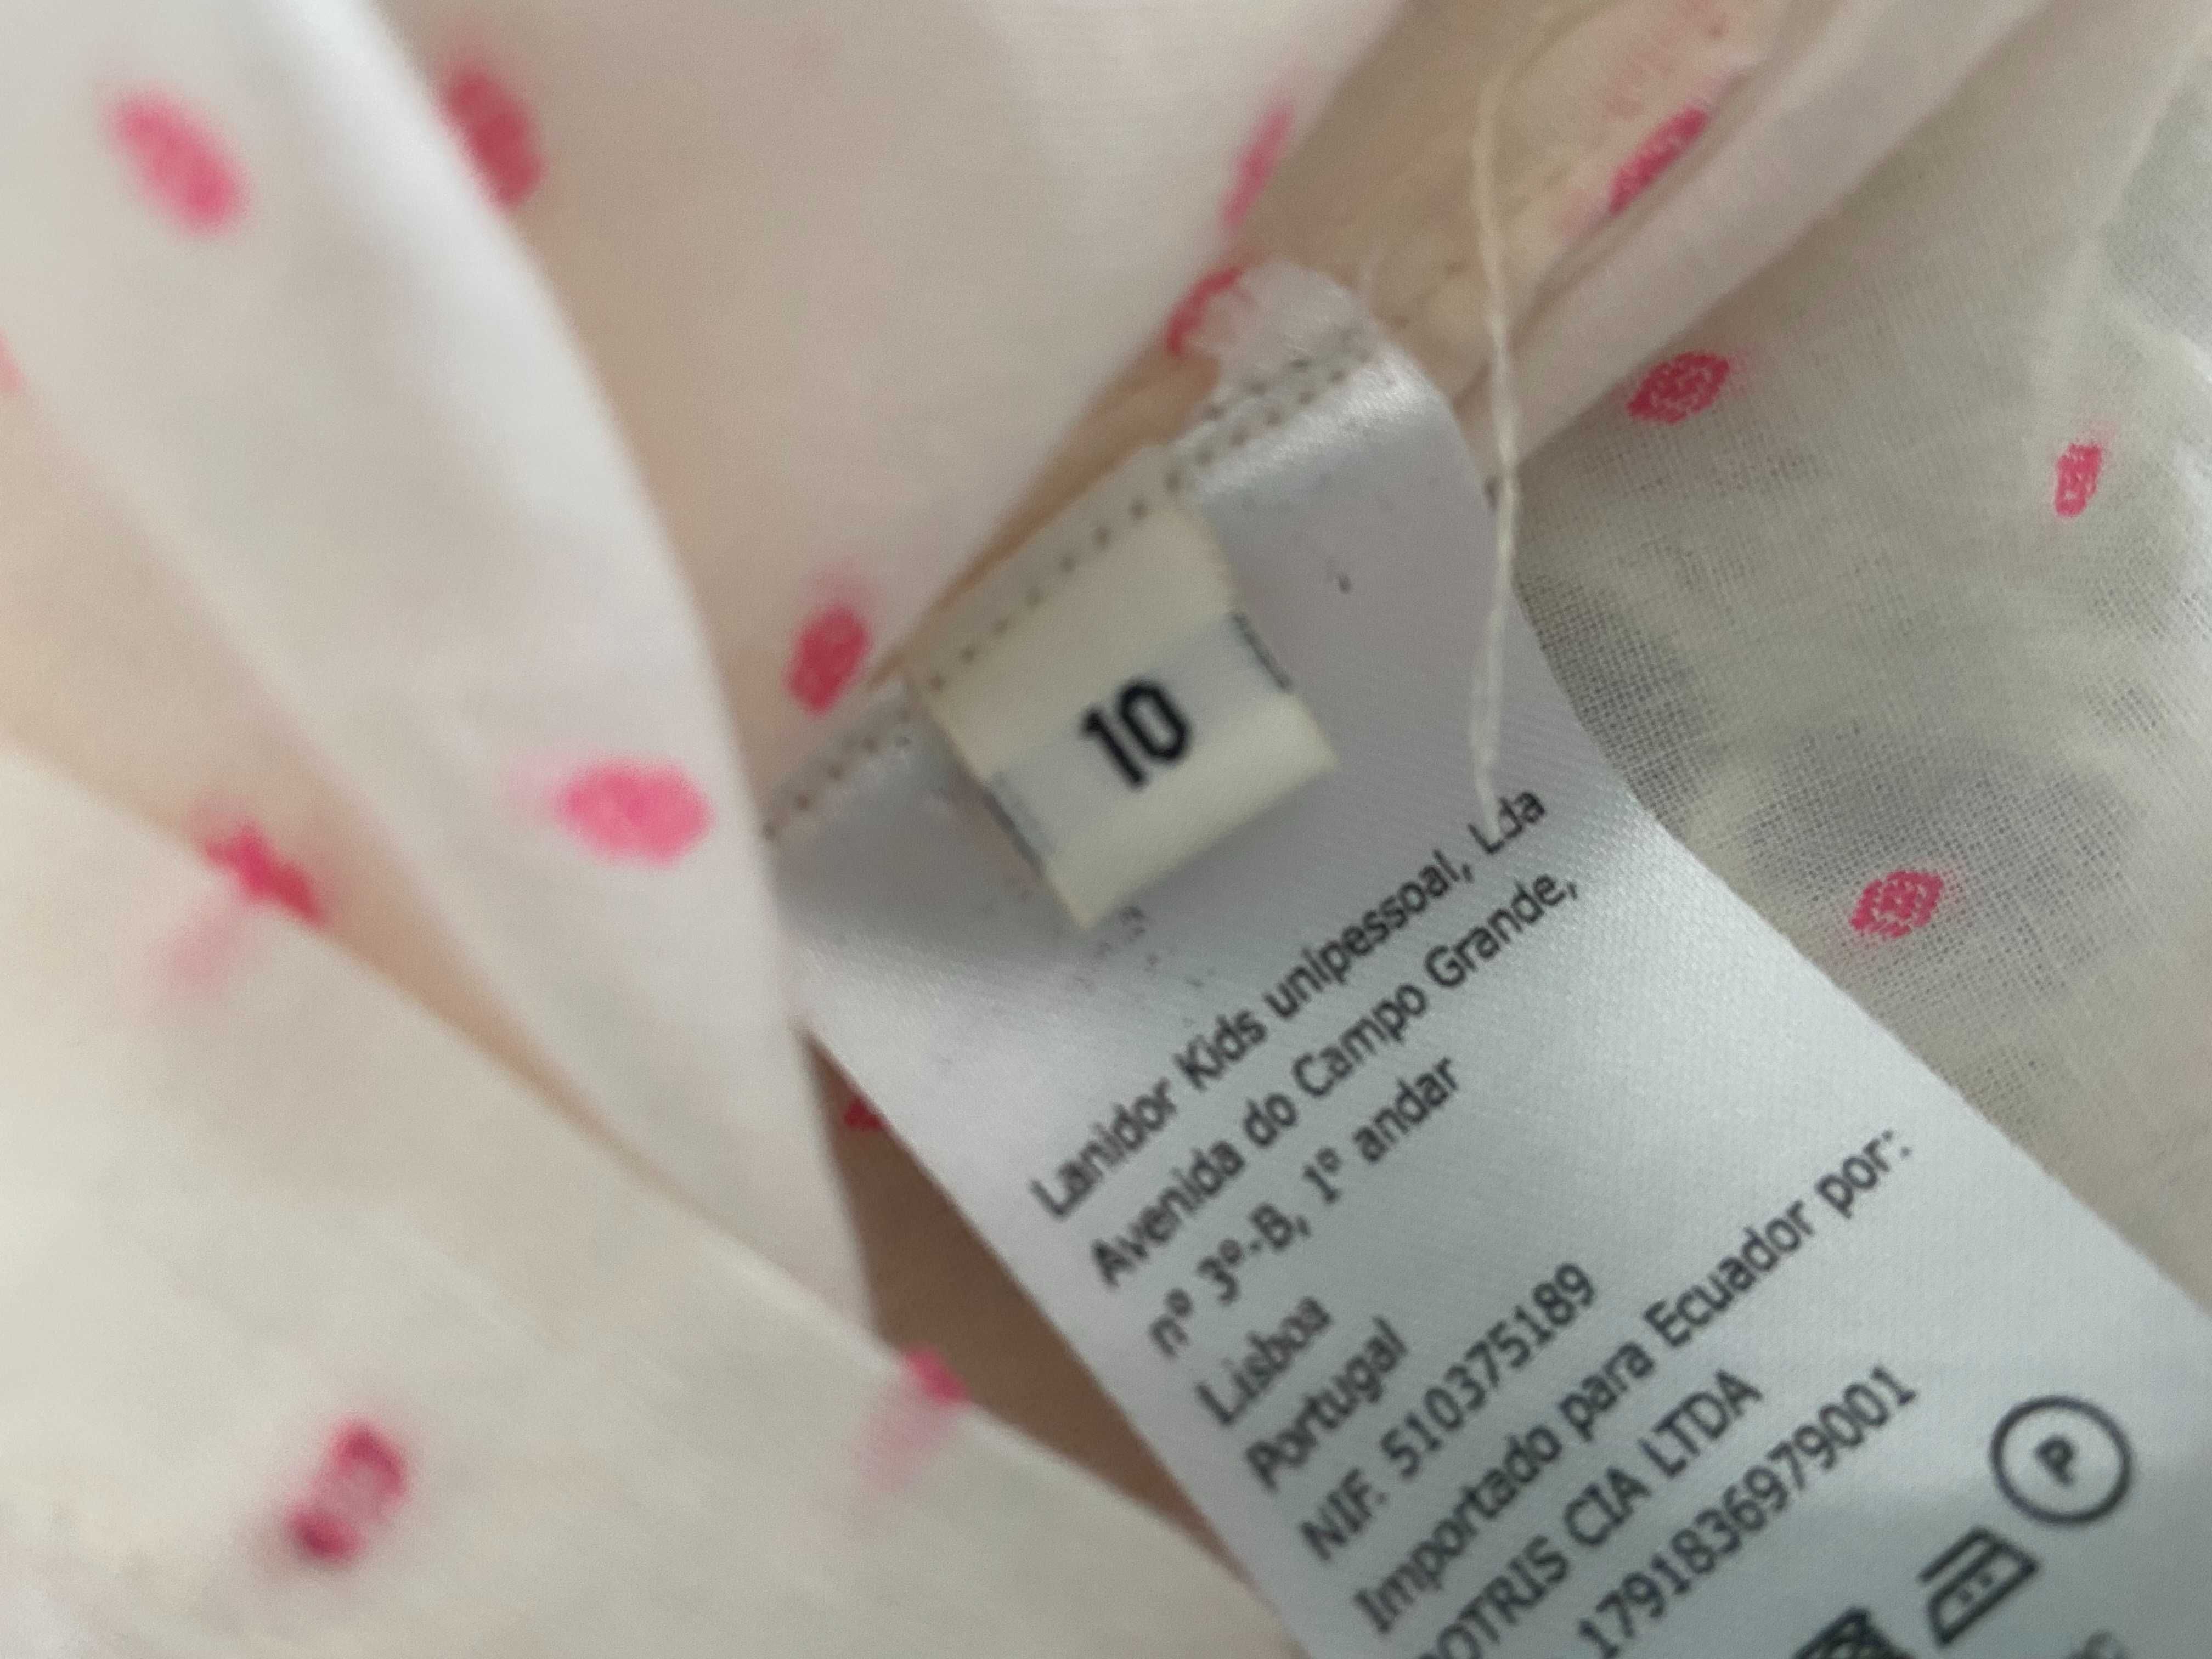 10
Lanidor Kids unipessoal, Lda
Avenida do Campo Grande,
nº 3º-B, 1º andar
Lisboa
Portugal
NIF. 510375189
Importado para Ecuador por:
CIA LTDA
1791836979001
P